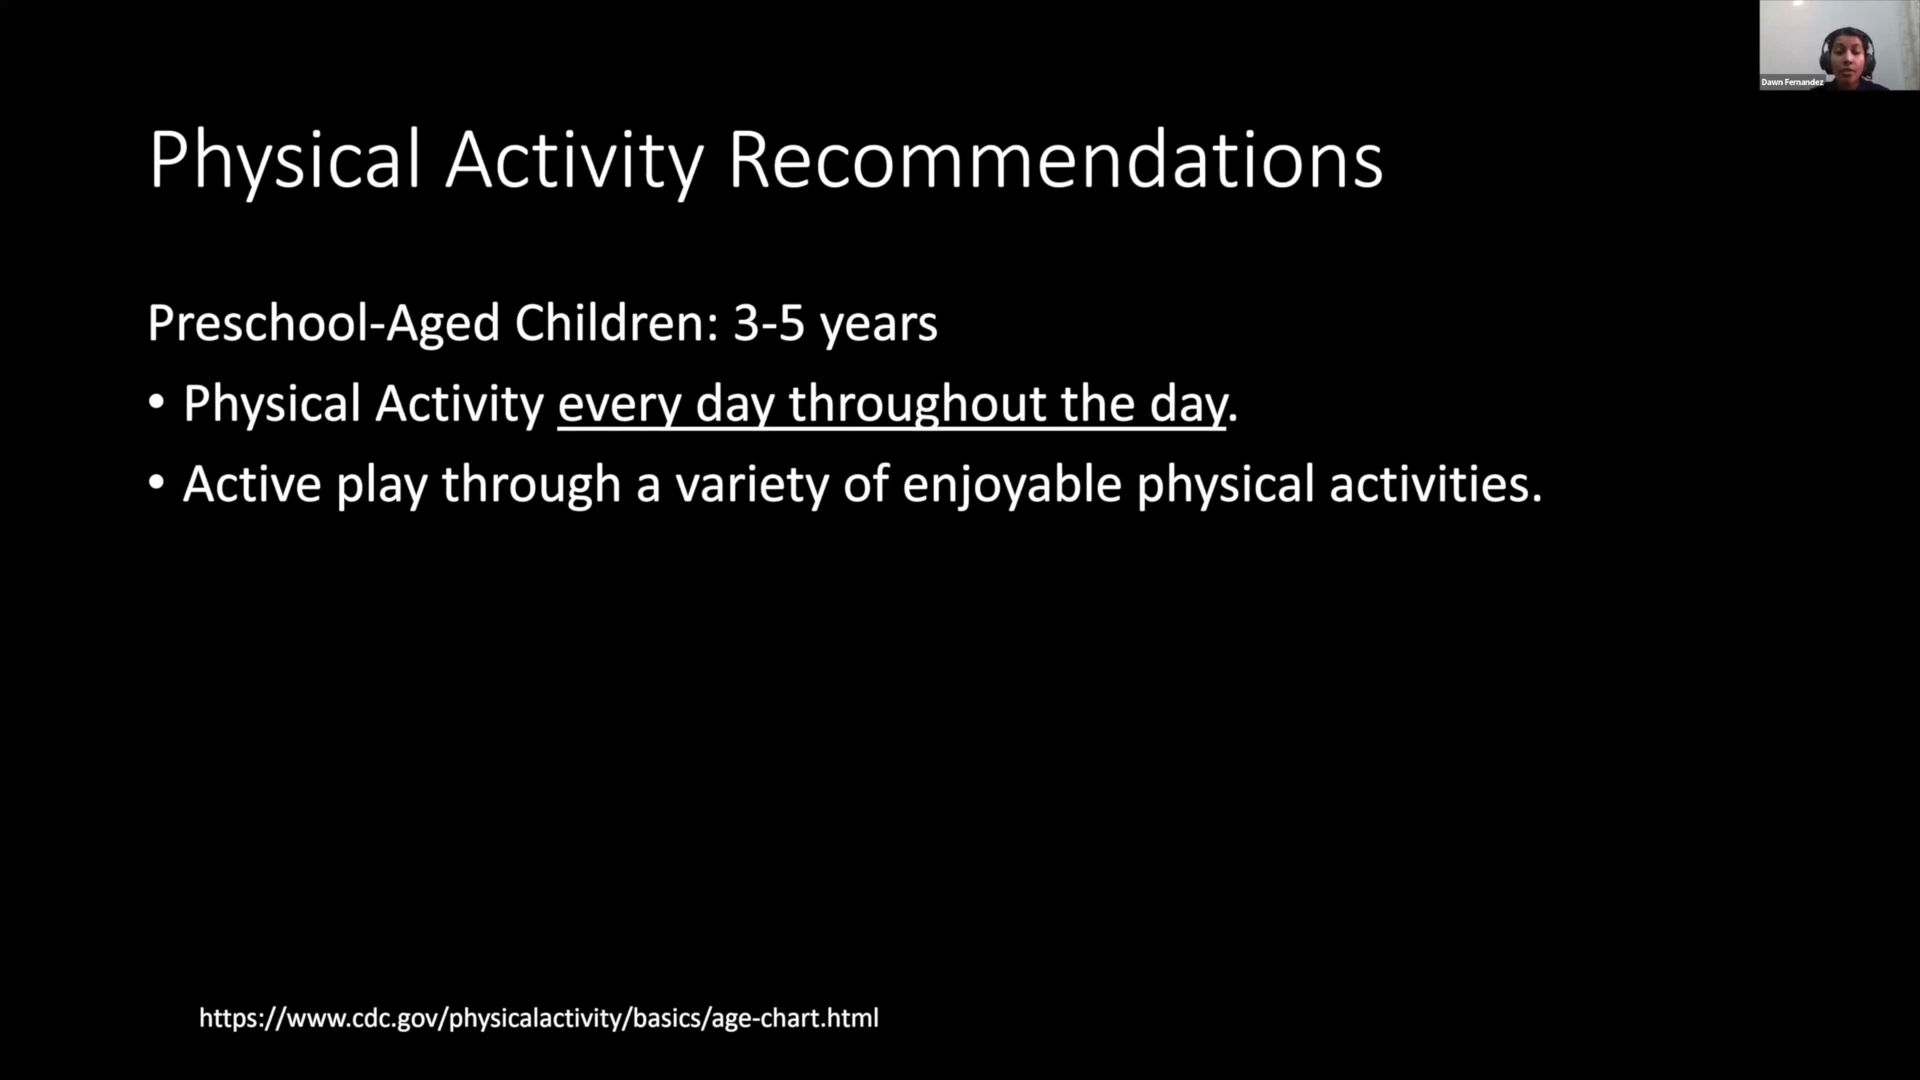 Dawn Fernandez
Physical Activity Recommendations
Preschool-Aged Children: 3-5 years
• Physical Activity every day throughout the day.
• Active play through a variety of enjoyable physical activities.
https://www.cdc.gov/physicalactivity/basics/age-chart.html